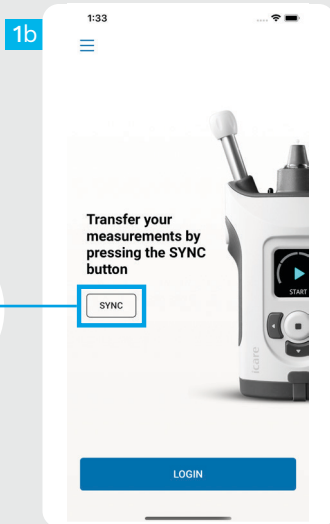 1b
1:33
Transfer your
measurements by
pressing the SYNC
button
SYNC
START
icare
LOGIN